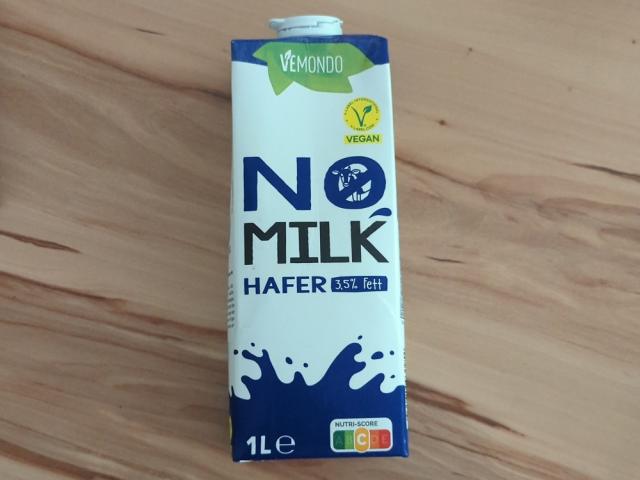 VEMONDO
VEGAN
NO
MILK
HAFER 3,5% Fett
NUTRI-SCORE
A B C D E
1L e